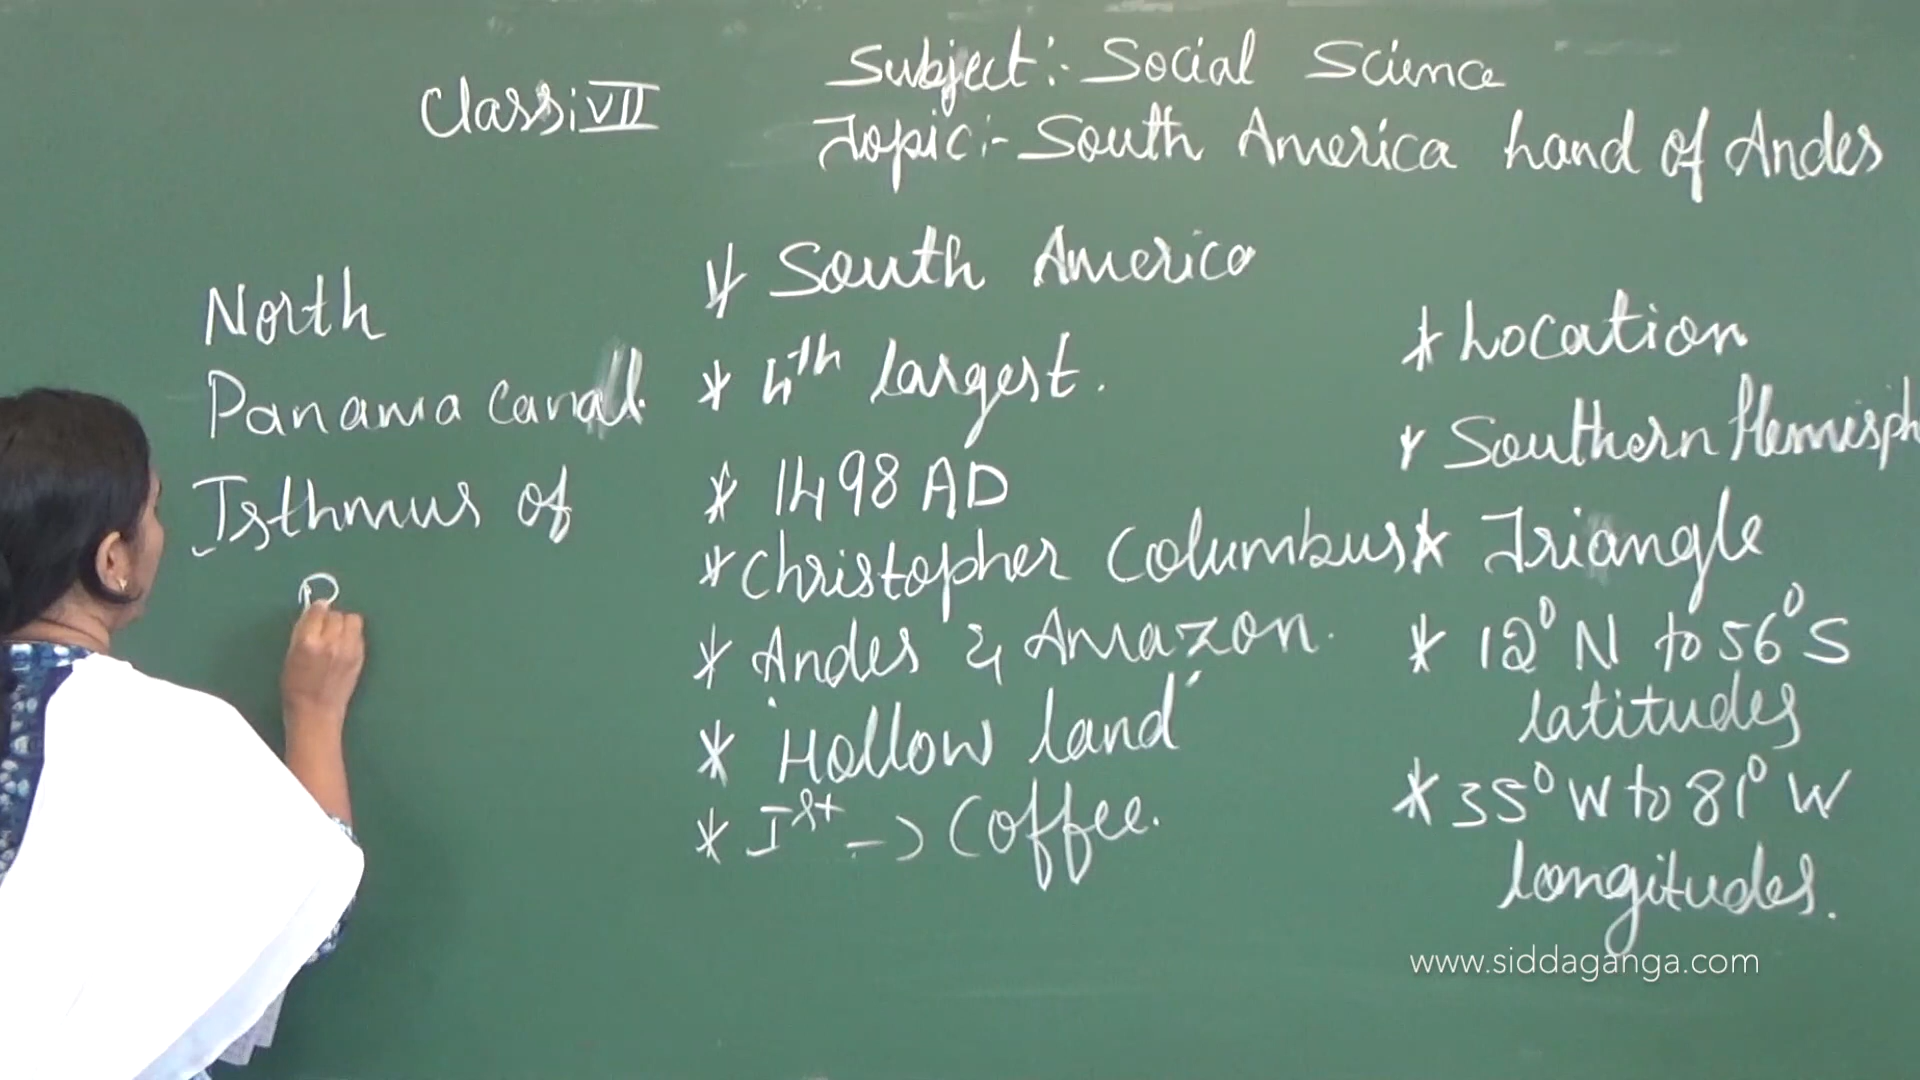 Class:VII
Subject:- Social Science
Topic:- South America Land of Andes
North
Panama Canal.
Isthmus of
P
* South America
* 4th largest.
* 1498 AD
* Christopher Columbus
* Andes & Amazon.
* 'Hollow land'
* Ist -> Coffee.
* Location
* Southern Hemisph
* Triangle
* 12° N to 56° S
latitudes
* 35° W to 81° W
longitudes.
www.siddaganga.com